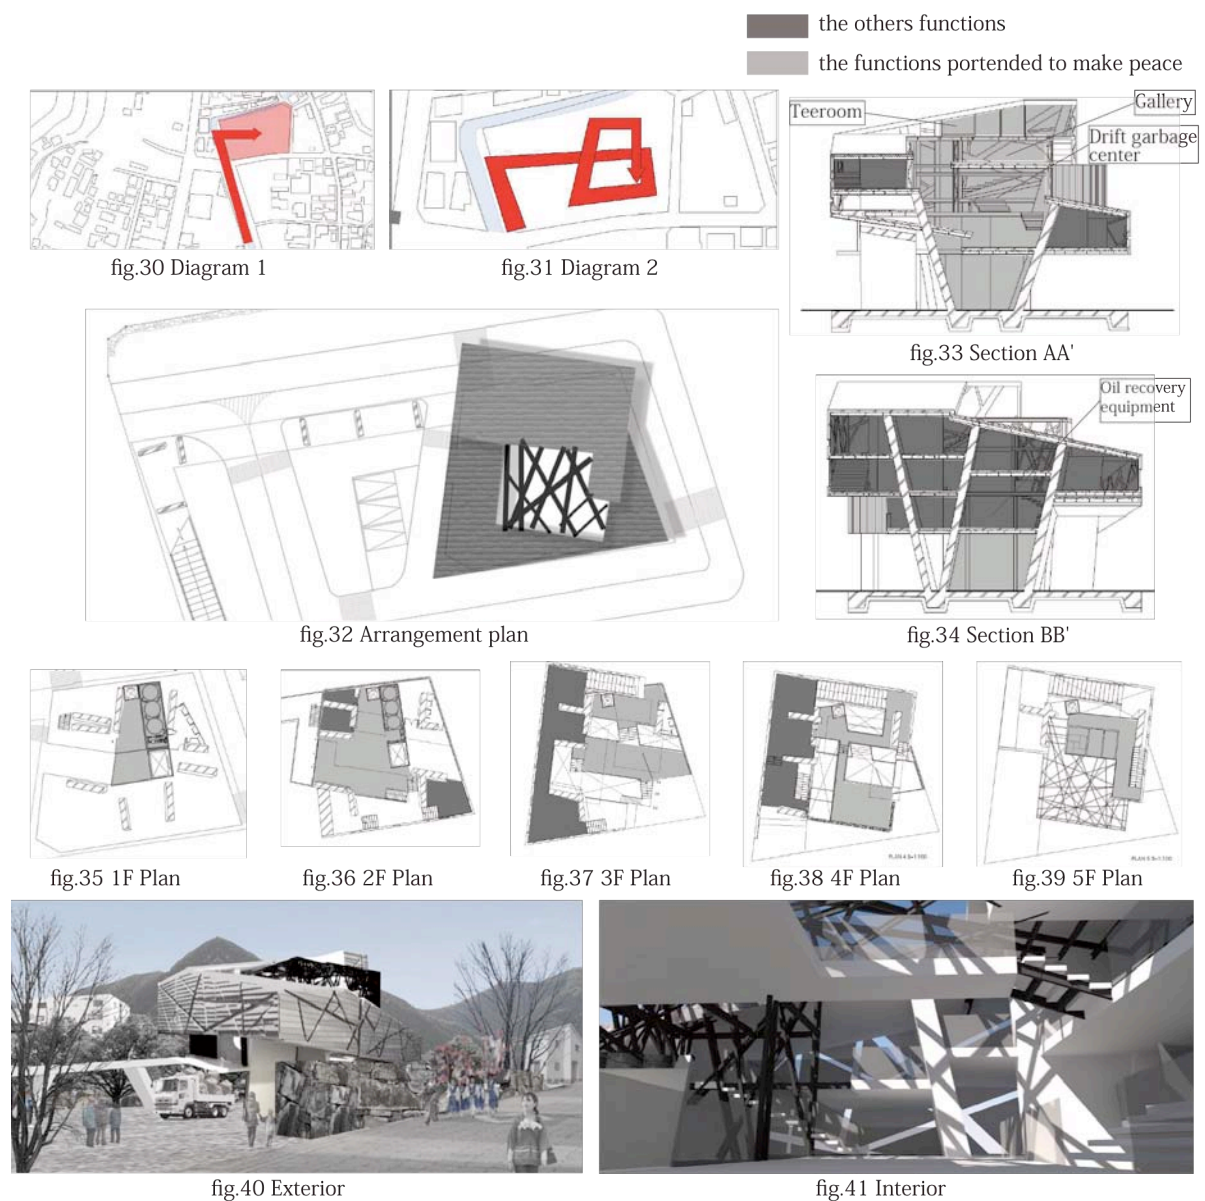 the others functions
the functions portended to make peace
Teeroom
Gallery
Drift garbage
center
fig.30 Diagram 1
fig.31 Diagram 2
fig.33 Section AA'
Oil recovery
equipment
fig.32 Arrangement plan
fig.34 Section BB'
fig.35 1F Plan
fig.36 2F Plan
fig.37 3F Plan
fig.38 4F Plan
fig.39 5F Plan
fig.40 Exterior
fig.41 Interior